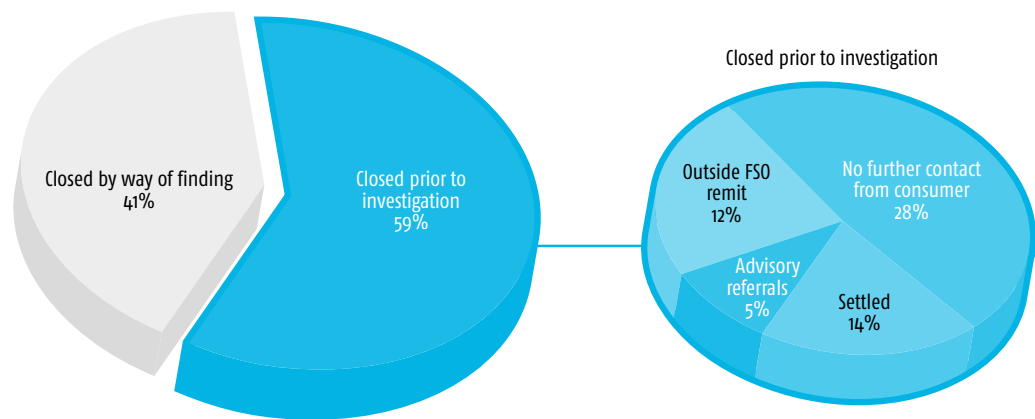 Closed by way of finding
41%
Closed prior to
investigation
59%
Closed prior to investigation
Outside FSO
remit
12%
No further contact
from consumer
28%
Advisory
referrals
5%
Settled
14%